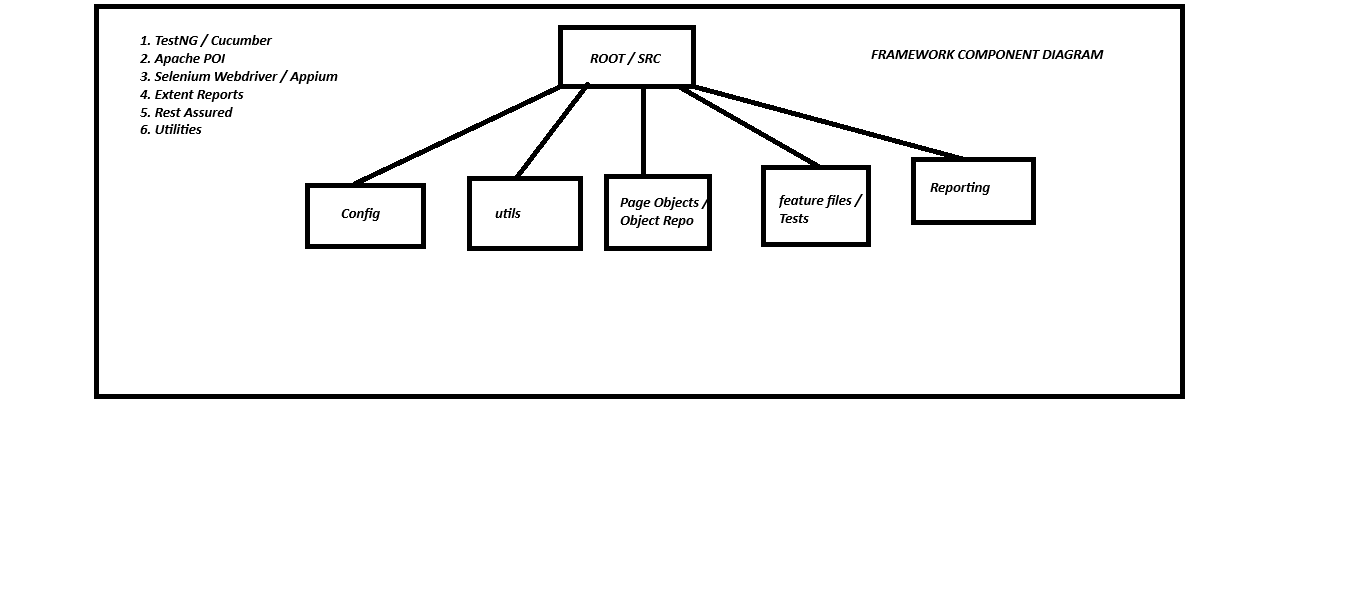 1. TestNG / Cucumber
2. Apache POI
3. Selenium Webdriver / Appium
4. Extent Reports
5. Rest Assured
6. Utilities
ROOT / SRC
FRAMEWORK COMPONENT DIAGRAM
Config
utils
Page Objects /
Object Repo
feature files /
Tests
Reporting